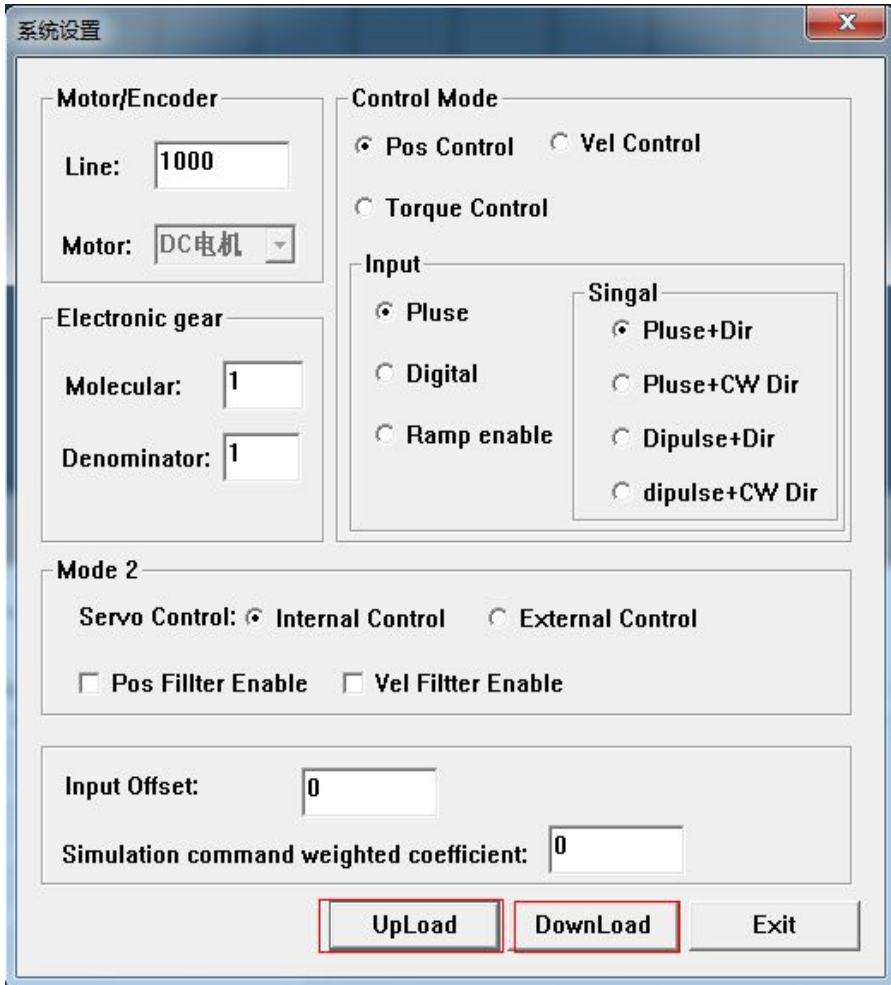 系统设置
Motor/Encoder
Line: 1000
Motor: DC电机
Electronic gear
Molecular: 1
Denominator: 1
Control Mode
Pos Control Vel Control
Torque Control
Input
Pluse
Digital
Ramp enable
Singal
Pluse+Dir
Pluse+CW Dir
Dipulse+Dir
dipulse+CW Dir
Mode 2
Servo Control: Internal Control External Control
Pos Fillter Enable Vel Filtter Enable
Input Offset: 0
Simulation command weighted coefficient: 0
UpLoad DownLoad Exit